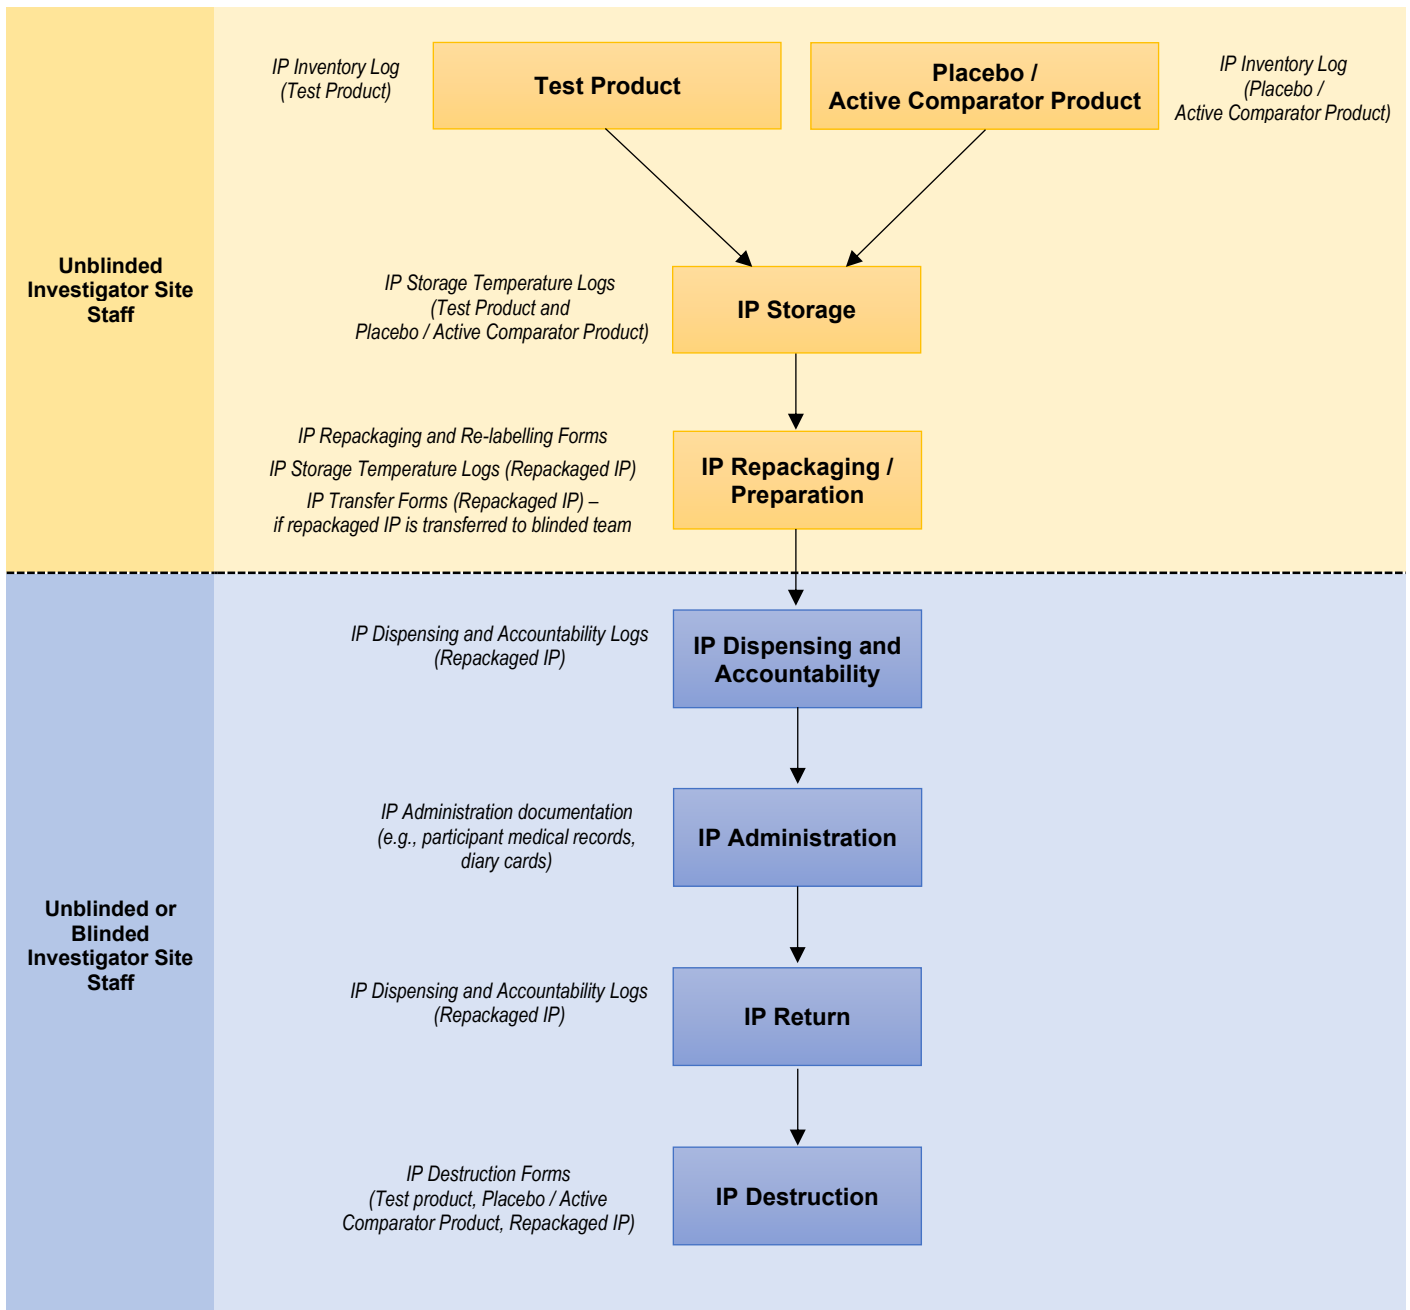 IP Inventory Log
(Test Product)
Test Product
Placebo /
Active Comparator Product
IP Inventory Log
(Placebo /
Active Comparator Product)
Unblinded
Investigator Site
Staff
IP Storage Temperature Logs
(Test Product and
Placebo / Active Comparator Product)
IP Storage
IP Repackaging and Re-labelling Forms
IP Storage Temperature Logs (Repackaged IP)
IP Transfer Forms (Repackaged IP) –
if repackaged IP is transferred to blinded team
IP Repackaging /
Preparation
IP Dispensing and Accountability Logs
(Repackaged IP)
IP Dispensing and
Accountability
IP Administration documentation
(e.g., participant medical records,
diary cards)
IP Administration
Unblinded or
Blinded
Investigator Site
Staff
IP Dispensing and Accountability Logs
(Repackaged IP)
IP Return
IP Destruction Forms
(Test product, Placebo / Active
Comparator Product, Repackaged IP)
IP Destruction